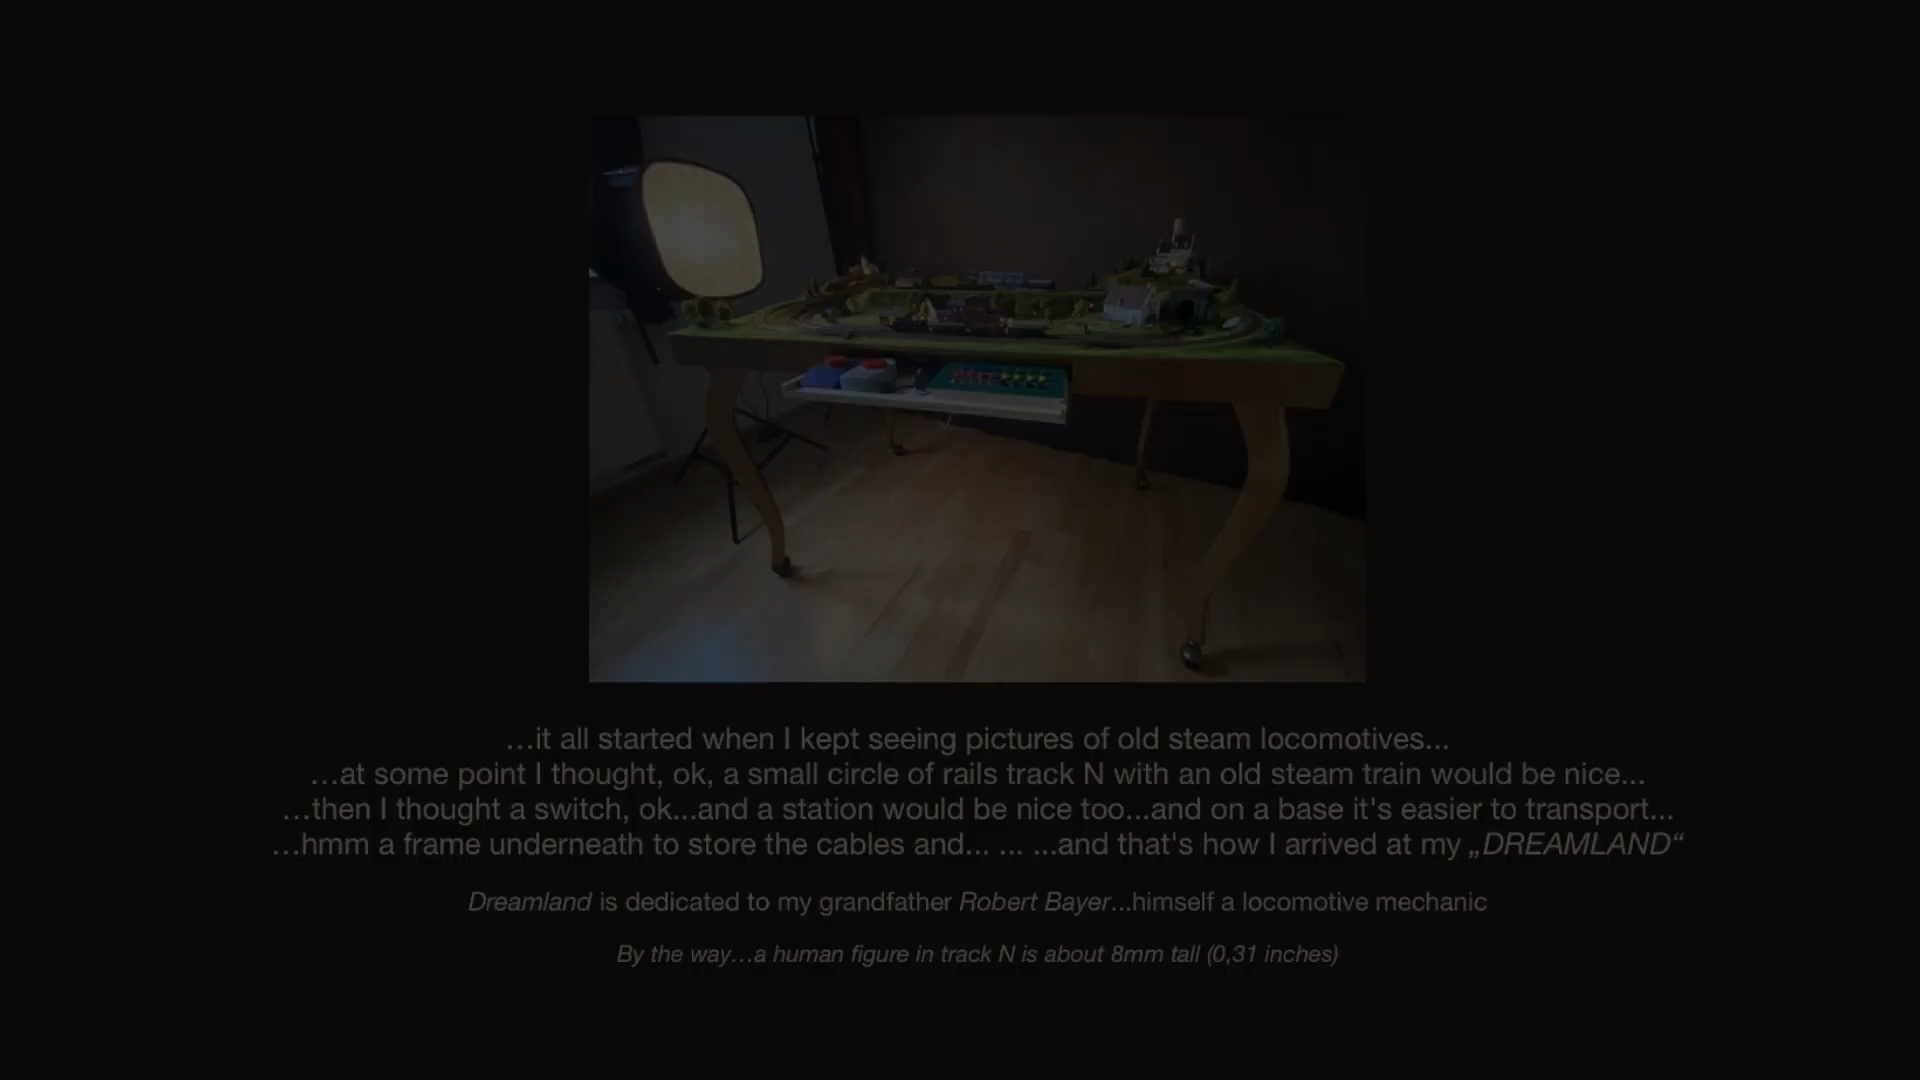 …it all started when I kept seeing pictures of old steam locomotives...
…at some point I thought, ok, a small circle of rails track N with an old steam train would be nice...
…then I thought a switch, ok...and a station would be nice too...and on a base it's easier to transport...
…hmm a frame underneath to store the cables and... ... ...and that's how I arrived at my „DREAMLAND“
Dreamland is dedicated to my grandfather Robert Bayer...himself a locomotive mechanic
By the way…a human figure in track N is about 8mm tall (0,31 inches)